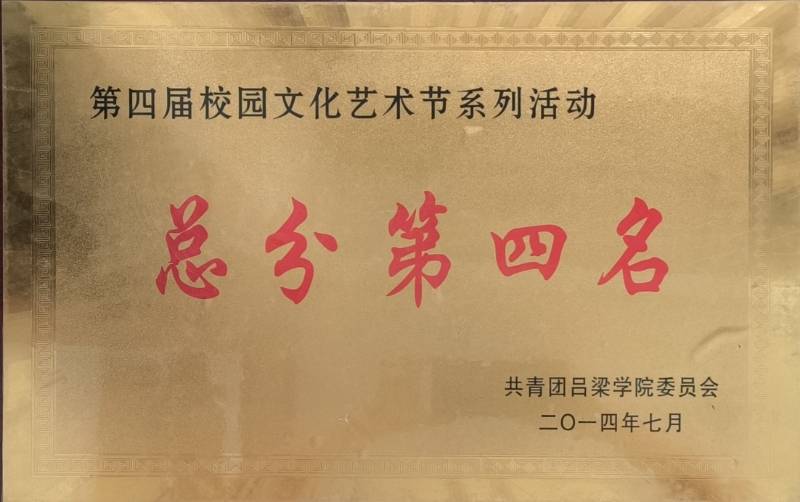 第四届校园文化艺术节系列活动
总分第四名
共青团吕梁学院委员会
二〇一四年七月